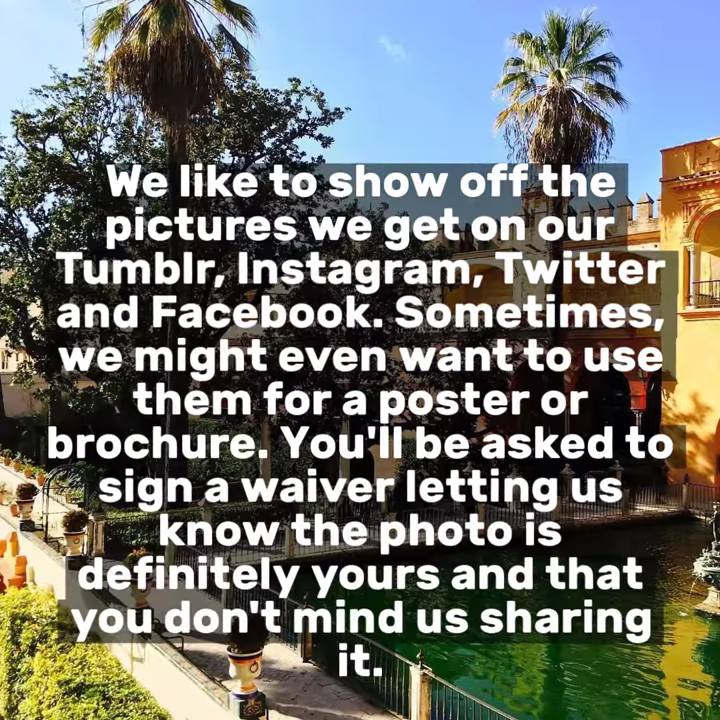 We like to show off the
pictures we get on our
Tumblr, Instagram, Twitter
and Facebook. Sometimes,
we might even want to use
them for a poster or
brochure. You'll be asked to
sign a waiver letting us
know the photo is
definitely yours and that
you don't mind us sharing
it.